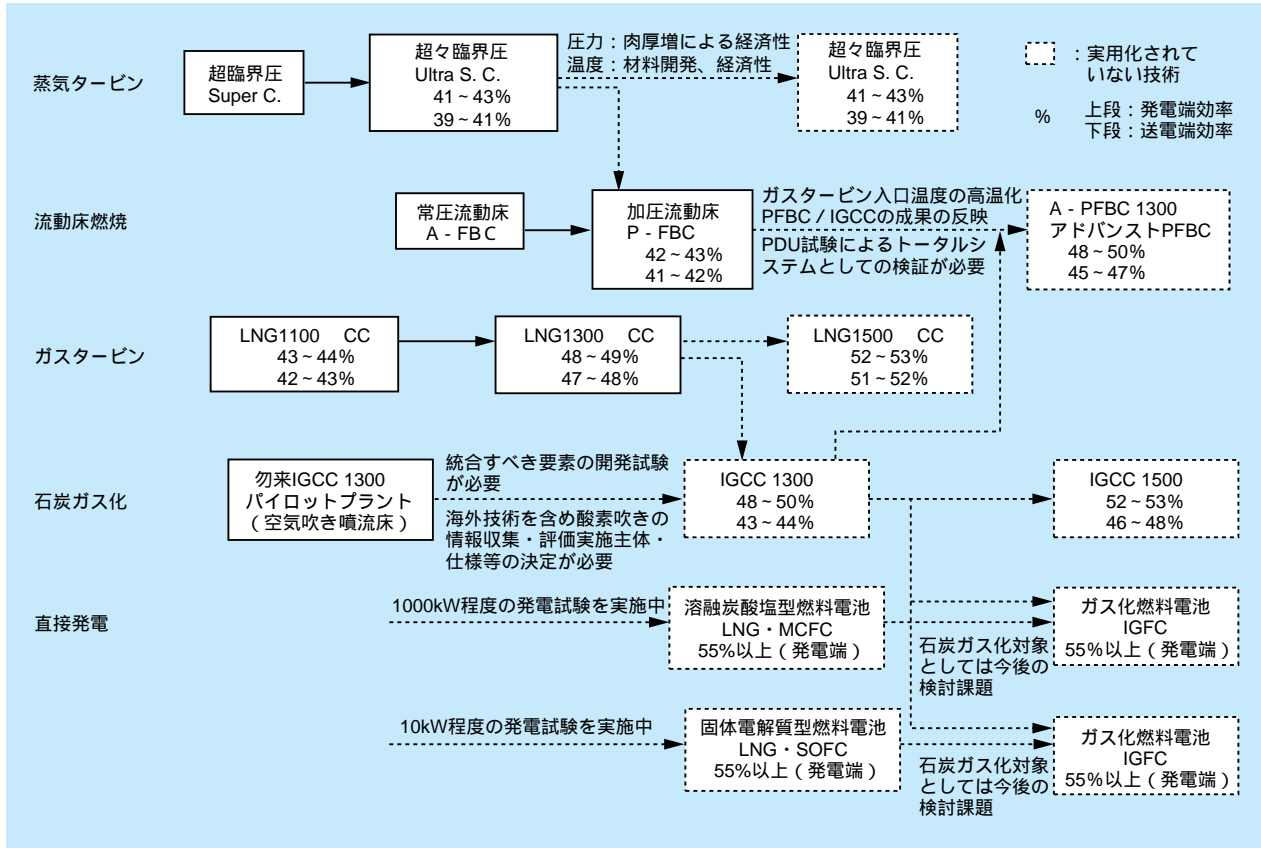 蒸気タービン
超臨界圧
Super C.
超々臨界圧
Ultra S. C.
41~43%
39~41%
圧力:肉厚増による経済性
温度:材料開発、経済性
超々臨界圧
Ultra S. C.
41~43%
39~41%
:実用化されて
いない技術
% 上段:発電端効率
下段:送電端効率
流動床燃焼
常圧流動床
A - FBC
加圧流動床
P - FBC
42~43%
41~42%
ガスタービン入口温度の高温化
PFBC / IGCCの成果の反映
PDU試験によるトータルシ
ステムとしての検証が必要
A - PFBC 1300
アドバンストPFBC
48~50%
45~47%
ガスタービン
LNG1100 CC
43~44%
42~43%
LNG1300 CC
48~49%
47~48%
LNG1500 CC
52~53%
51~52%
石炭ガス化
勿来IGCC 1300
パイロットプラント
(空気吹き噴流床)
統合すべき要素の開発試験
が必要
海外技術を含め酸素吹きの
情報収集・評価実施主体・
仕様等の決定が必要
IGCC 1300
48~50%
43~44%
IGCC 1500
52~53%
46~48%
直接発電
1000kW程度の発電試験を実施中
溶融炭酸塩型燃料電池
LNG・MCFC
55%以上(発電端)
石炭ガス化対象
としては今後の
検討課題
ガス化燃料電池
IGFC
55%以上(発電端)
10kW程度の発電試験を実施中
固体電解質型燃料電池
LNG・SOFC
55%以上(発電端)
石炭ガス化対象
としては今後の
検討課題
ガス化燃料電池
IGFC
55%以上(発電端)